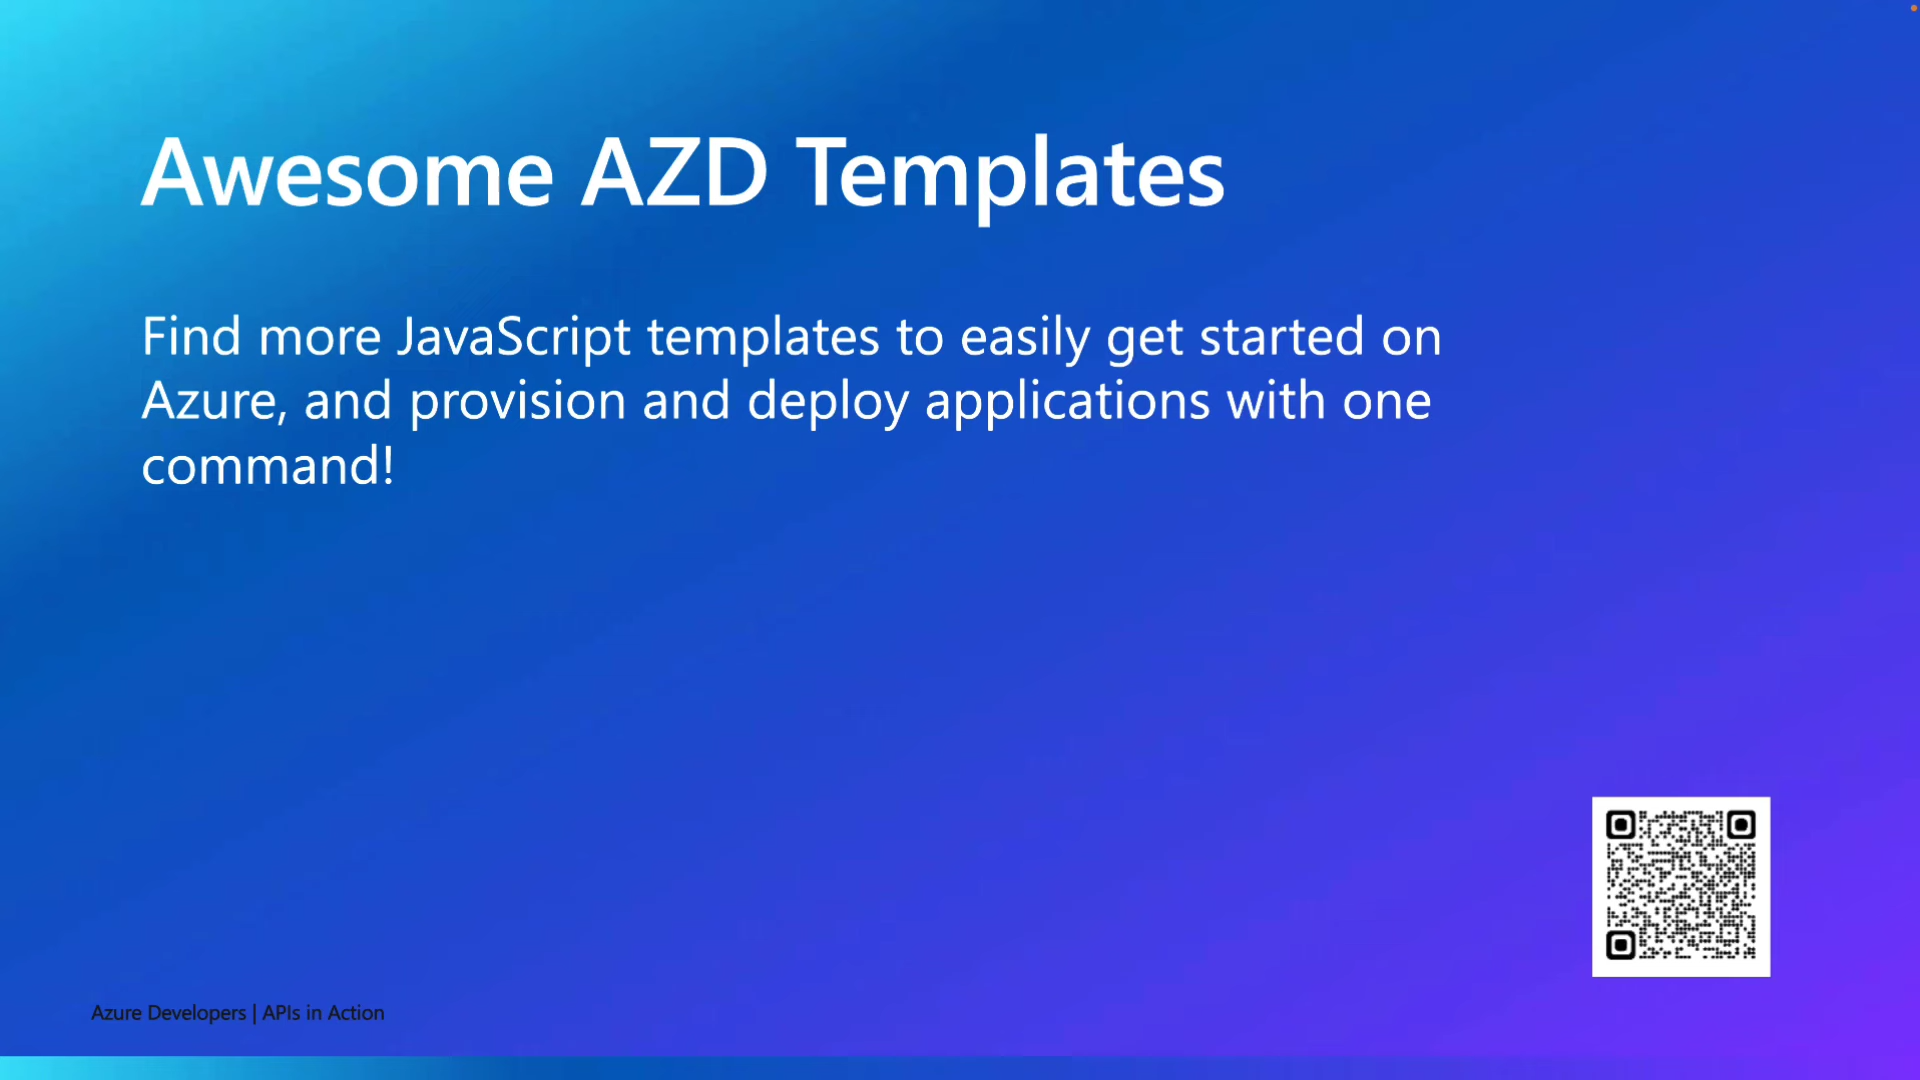 Awesome AZD Templates
Find more JavaScript templates to easily get started on
Azure, and provision and deploy applications with one
command!
Azure Developers | APIs in Action